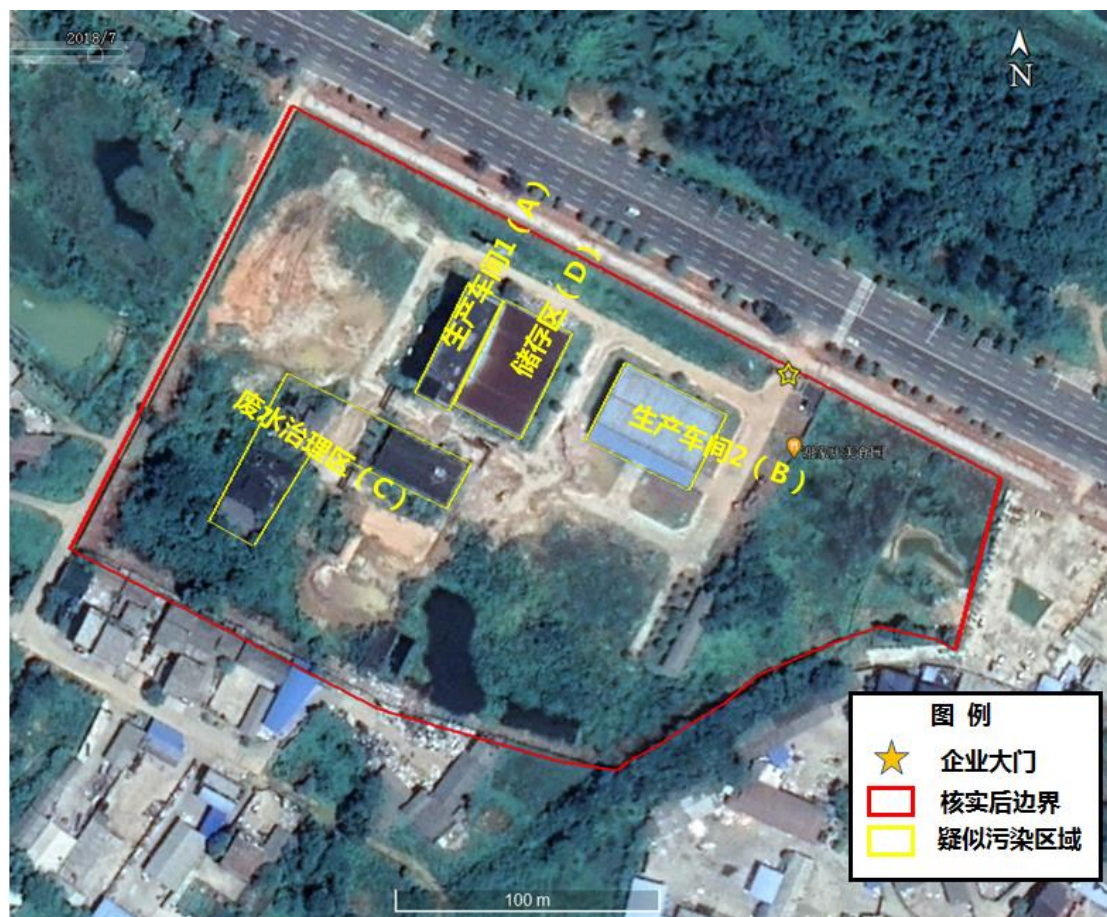 2018/7
N
生产车间1（A）
储存区（D）
生产车间2（B）
废水治理区（C）
图 例
企业大门
核实后边界
疑似污染区域
100 m